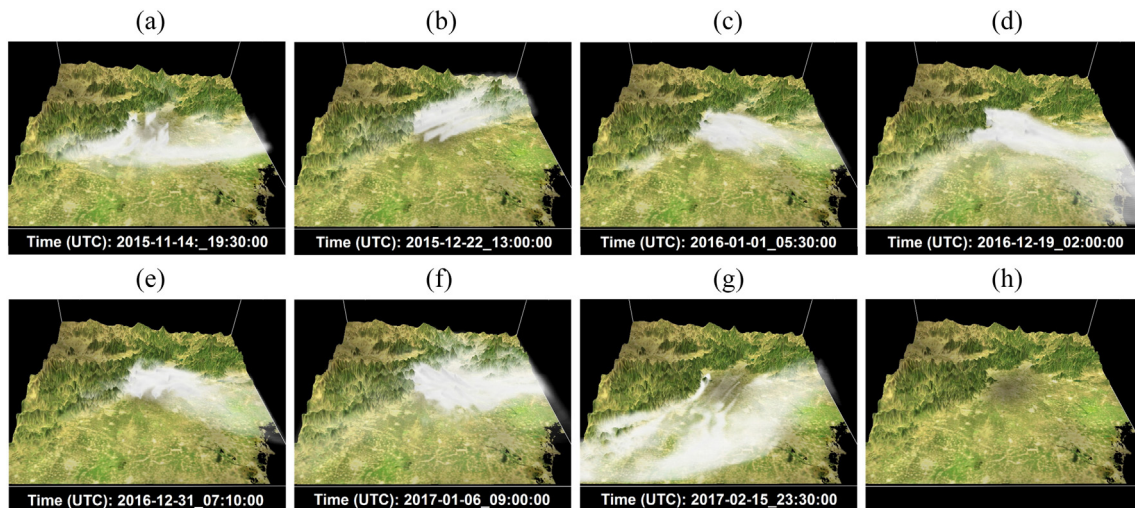 (a) (b) (c) (d)
Time (UTC): 2015-11-14:_19:30:00 Time (UTC): 2015-12-22_13:00:00 Time (UTC): 2016-01-01_05:30:00 Time (UTC): 2016-12-19_02:00:00
(e) (f) (g) (h)
Time (UTC): 2016-12-31_07:10:00 Time (UTC): 2017-01-06_09:00:00 Time (UTC): 2017-02-15_23:30:00